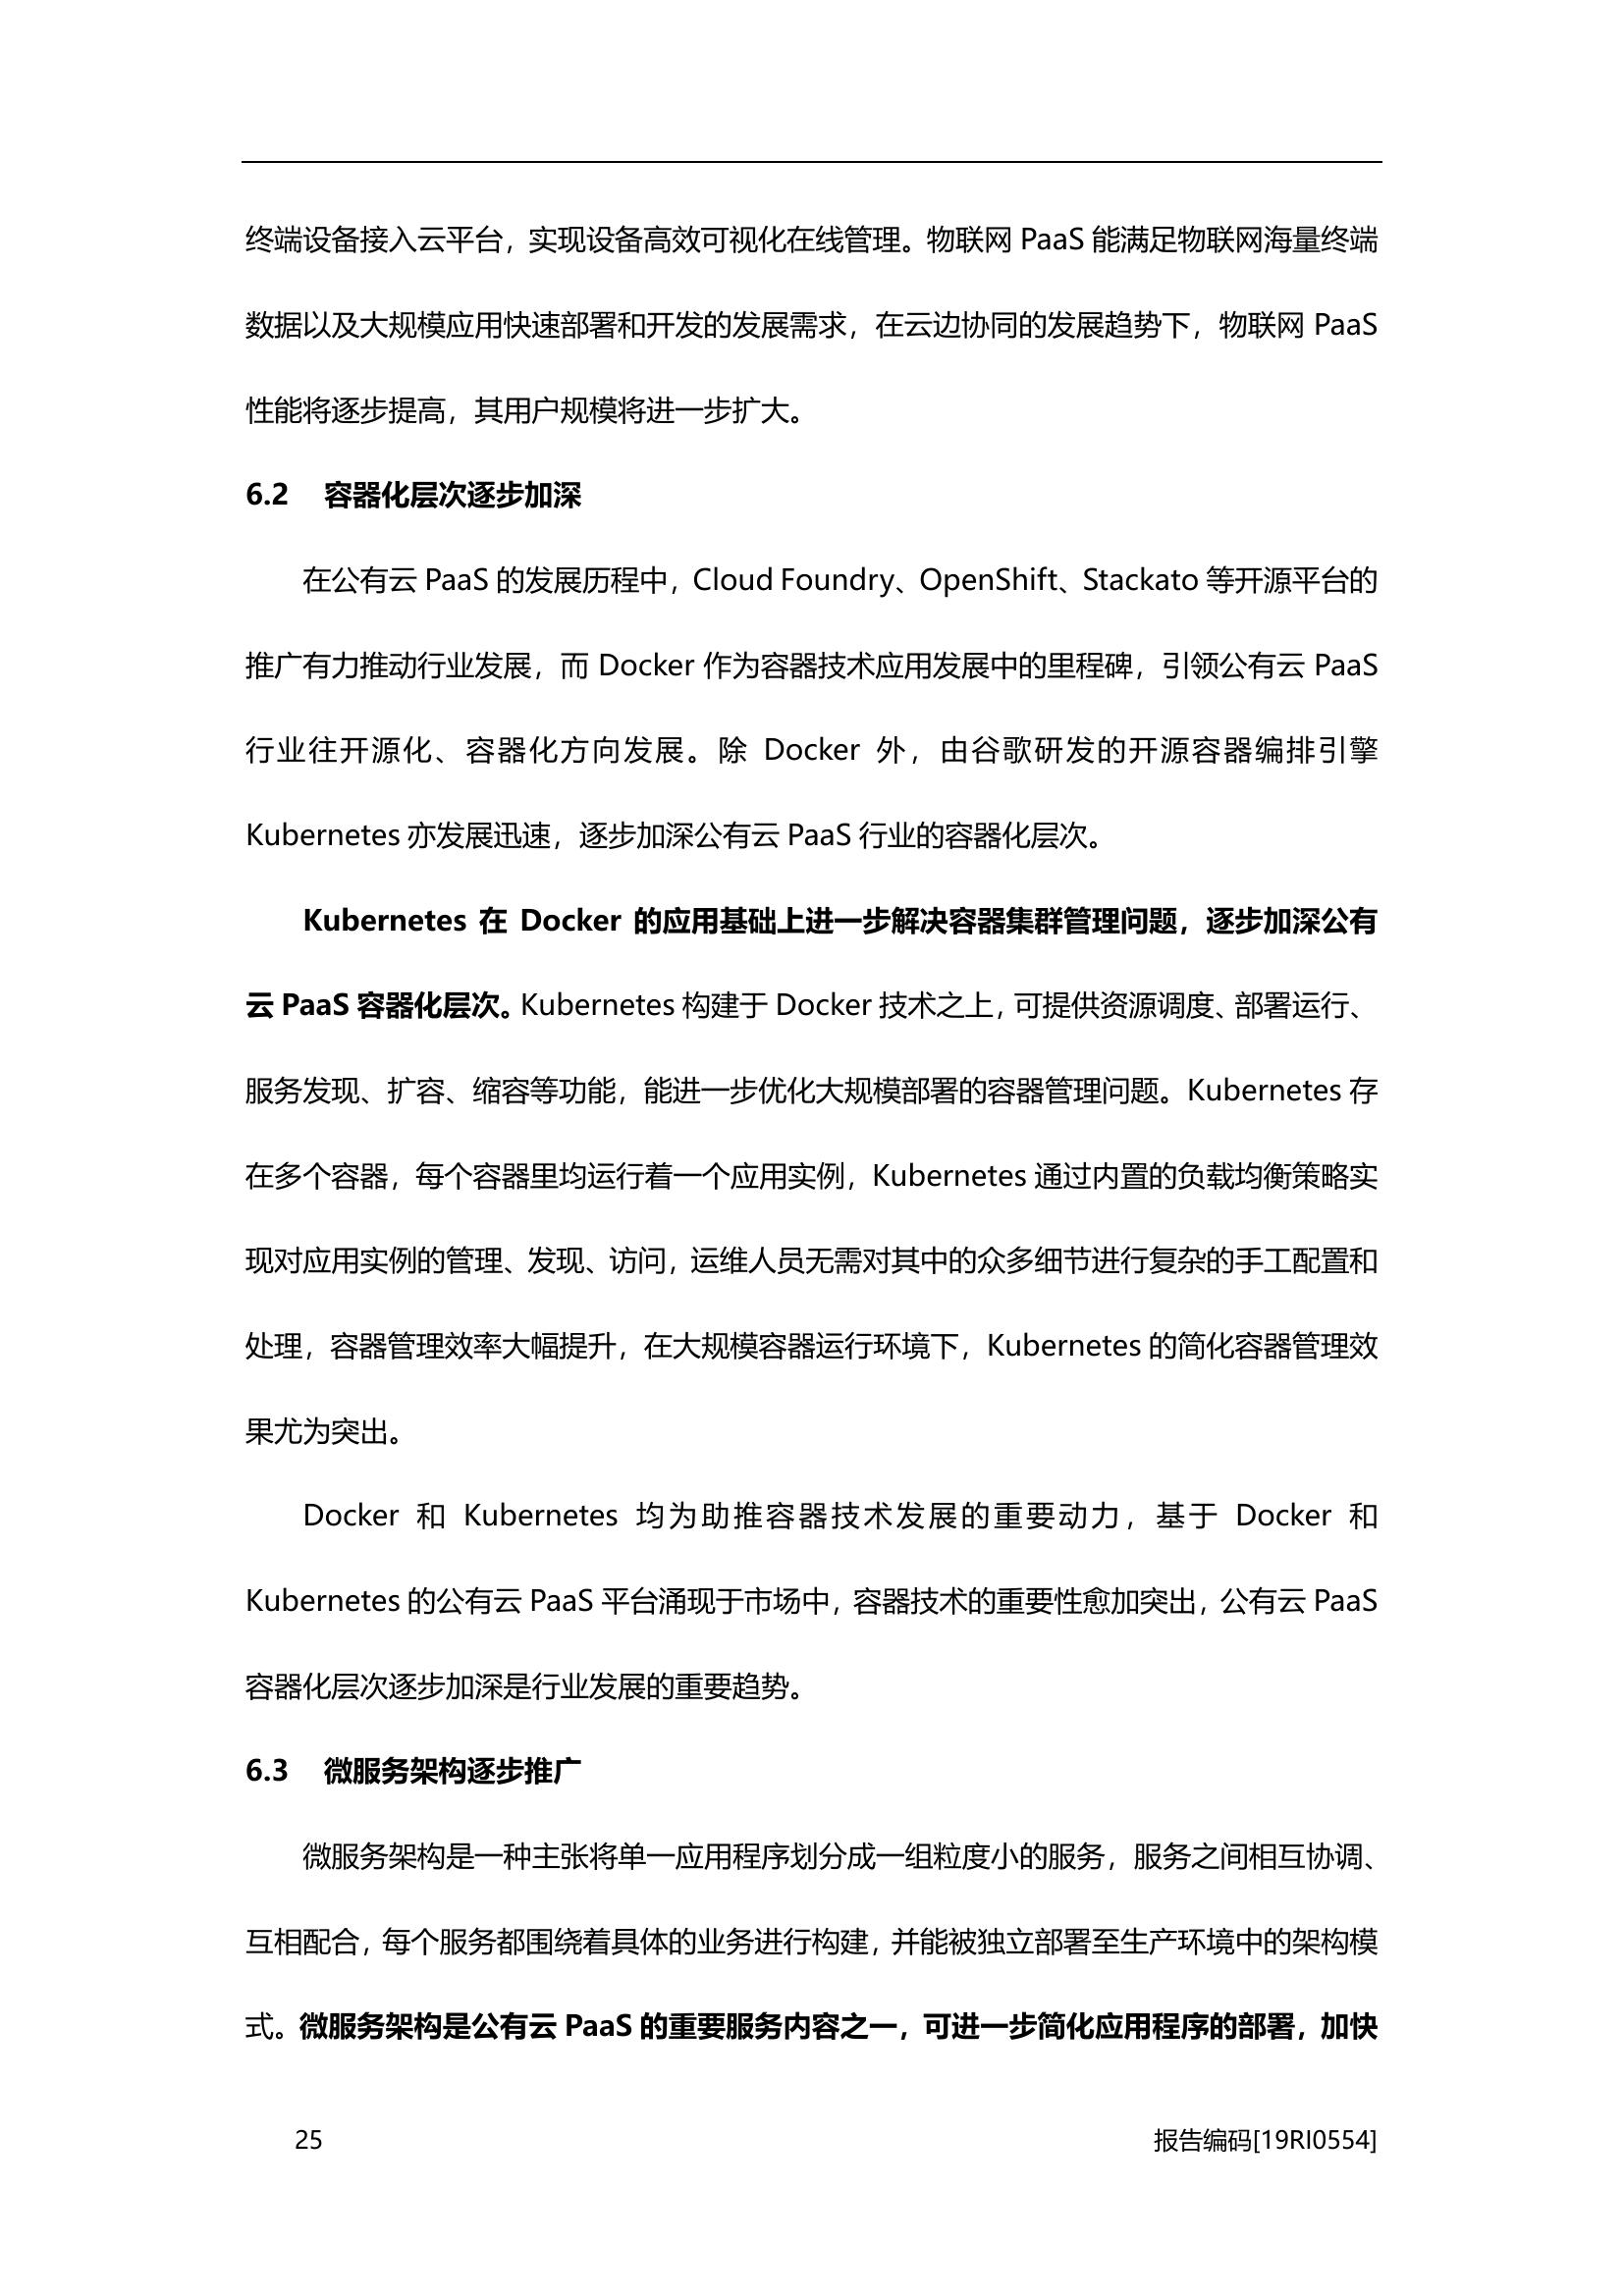 终端设备接入云平台，实现设备高效可视化在线管理。物联网 PaaS 能满足物联网海量终端
数据以及大规模应用快速部署和开发的发展需求，在云边协同的发展趋势下，物联网 PaaS
性能将逐步提高，其用户规模将进一步扩大。
6.2 容器化层次逐步加深
在公有云 PaaS 的发展历程中，Cloud Foundry、OpenShift、Stackato 等开源平台的
推广有力推动行业发展，而 Docker 作为容器技术应用发展中的里程碑，引领公有云 PaaS
行业往开源化、容器化方向发展。除 Docker 外，由谷歌研发的开源容器编排引擎
Kubernetes 亦发展迅速，逐步加深公有云 PaaS 行业的容器化层次。
Kubernetes 在 Docker 的应用基础上进一步解决容器集群管理问题，逐步加深公有
云 PaaS 容器化层次。Kubernetes 构建于 Docker 技术之上，可提供资源调度、部署运行、
服务发现、扩容、缩容等功能，能进一步优化大规模部署的容器管理问题。Kubernetes 存
在多个容器，每个容器里均运行着一个应用实例，Kubernetes 通过内置的负载均衡策略实
现对应用实例的管理、发现、访问，运维人员无需对其中的众多细节进行复杂的手工配置和
处理，容器管理效率大幅提升，在大规模容器运行环境下，Kubernetes 的简化容器管理效
果尤为突出。
Docker 和 Kubernetes 均为助推容器技术发展的重要动力，基于 Docker 和
Kubernetes 的公有云 PaaS 平台涌现于市场中，容器技术的重要性愈加突出，公有云 PaaS
容器化层次逐步加深是行业发展的重要趋势。
6.3 微服务架构逐步推广
微服务架构是一种主张将单一应用程序划分成一组粒度小的服务，服务之间相互协调、
互相配合，每个服务都围绕着具体的业务进行构建，并能被独立部署至生产环境中的架构模
式。微服务架构是公有云 PaaS 的重要服务内容之一，可进一步简化应用程序的部署，加快
25 报告编码[19RI0554]